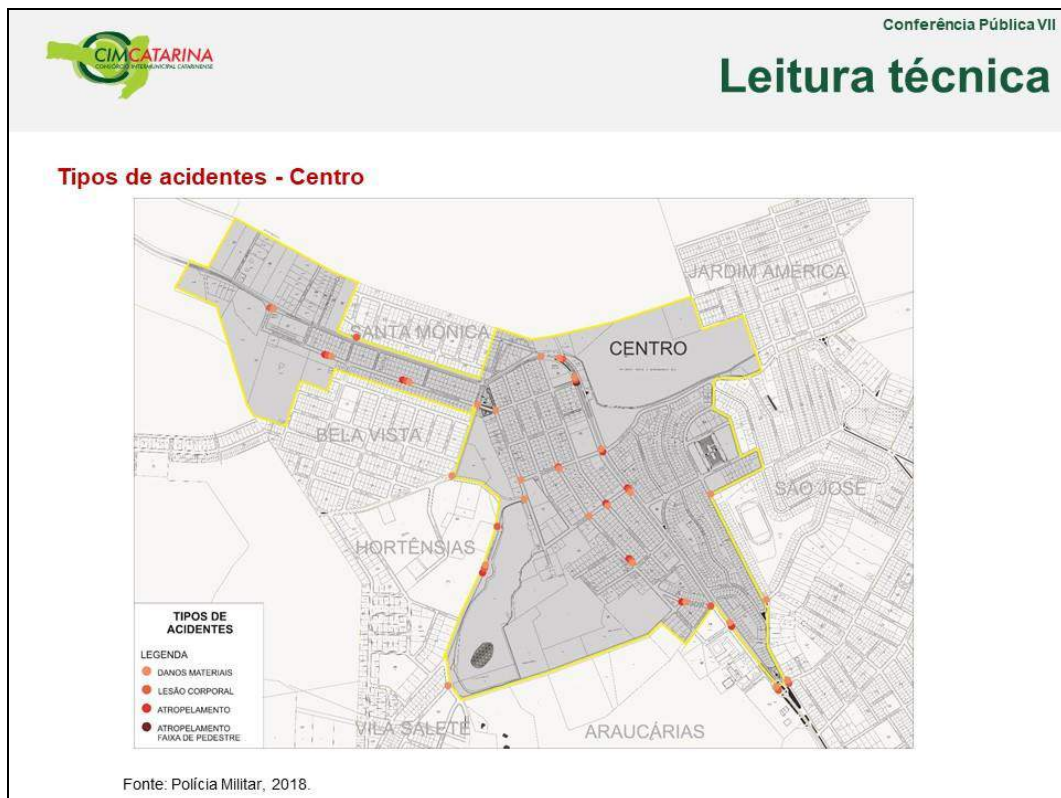 Conferência Pública VII
CIMCATARINA
CONSÓRCIO INTERMUNICIPAL CATARINENSE
Leitura técnica
Tipos de acidentes - Centro
JARDIM AMÉRICA
SANTA MÔNICA
CENTRO
BELA VISTA
SÃO JOSÉ
HORTÊNSIAS
TIPOS DE
ACIDENTES
LEGENDA
DANOS MATERIAIS
LESÃO CORPORAL
ATROPELAMENTO
ATROPELAMENTO
FAIXA DE PEDESTRE
VILA SALETE
ARAUCÁRIAS
Fonte: Polícia Militar, 2018.